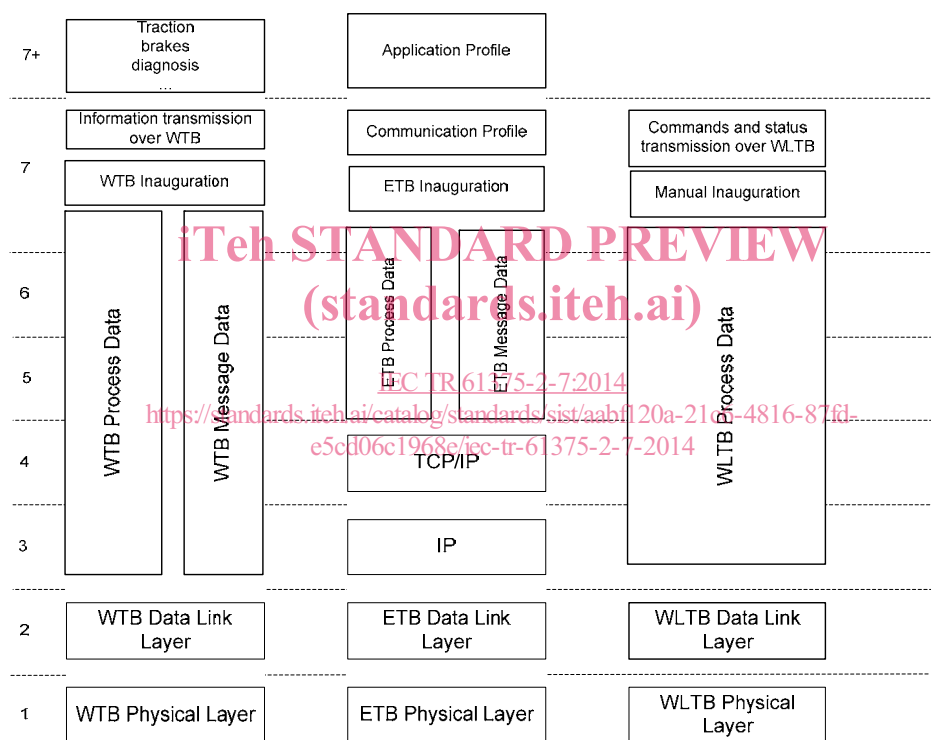 7+
Traction
brakes
diagnosis
...
Application Profile
7
Information transmission
over WTB
Communication Profile
Commands and status
transmission over WLTB
WTB Inauguration
ETB Inauguration
Manual Inauguration
iTeh STANDARD PREVIEW
(standards.iteh.ai)
6
5
4
3
WTB Process Data
WTB Message Data
ETB Process Data
ETB Message Data
WLTB Process Data
IEC TR 61375-2-7:2014
https://standards.iteh.ai/catalog/standards/sist/aabf120a-21c6-4816-87fd-
e5cd06c1968e/iec-tr-61375-2-7-2014
TCP/IP
IP
2
WTB Data Link
Layer
ETB Data Link
Layer
WLTB Data Link
Layer
1
WTB Physical Layer
ETB Physical Layer
WLTB Physical
Layer